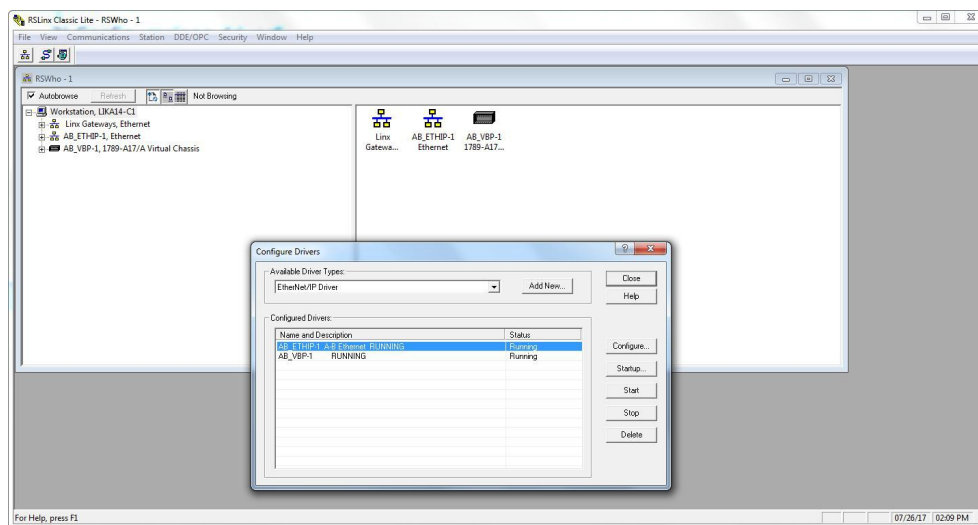 RSLinx Classic Lite - RSWho - 1
File View Communications Station DDE/OPC Security Window Help
RSWho - 1
Autobrowse Refresh Not Browsing
Workstation, LIKA14-C1
Linx Gateways, Ethernet
AB_ETHIP-1, Ethernet
AB_VBP-1, 1789-A17/A Virtual Chassis
Linx Gatewa...
AB_ETHIP-1 Ethernet
AB_VBP-1 1789-A17...
Configure Drivers
Available Driver Types:
EtherNet/IP Driver
Add New...
Close
Help
Configured Drivers:
Name and Description Status
AB_ETHIP-1 A-B Ethernet RUNNING Running
AB_VBP-1 RUNNING Running
Configure...
Startup...
Start
Stop
Delete
For Help, press F1
07/26/17 02:09 PM